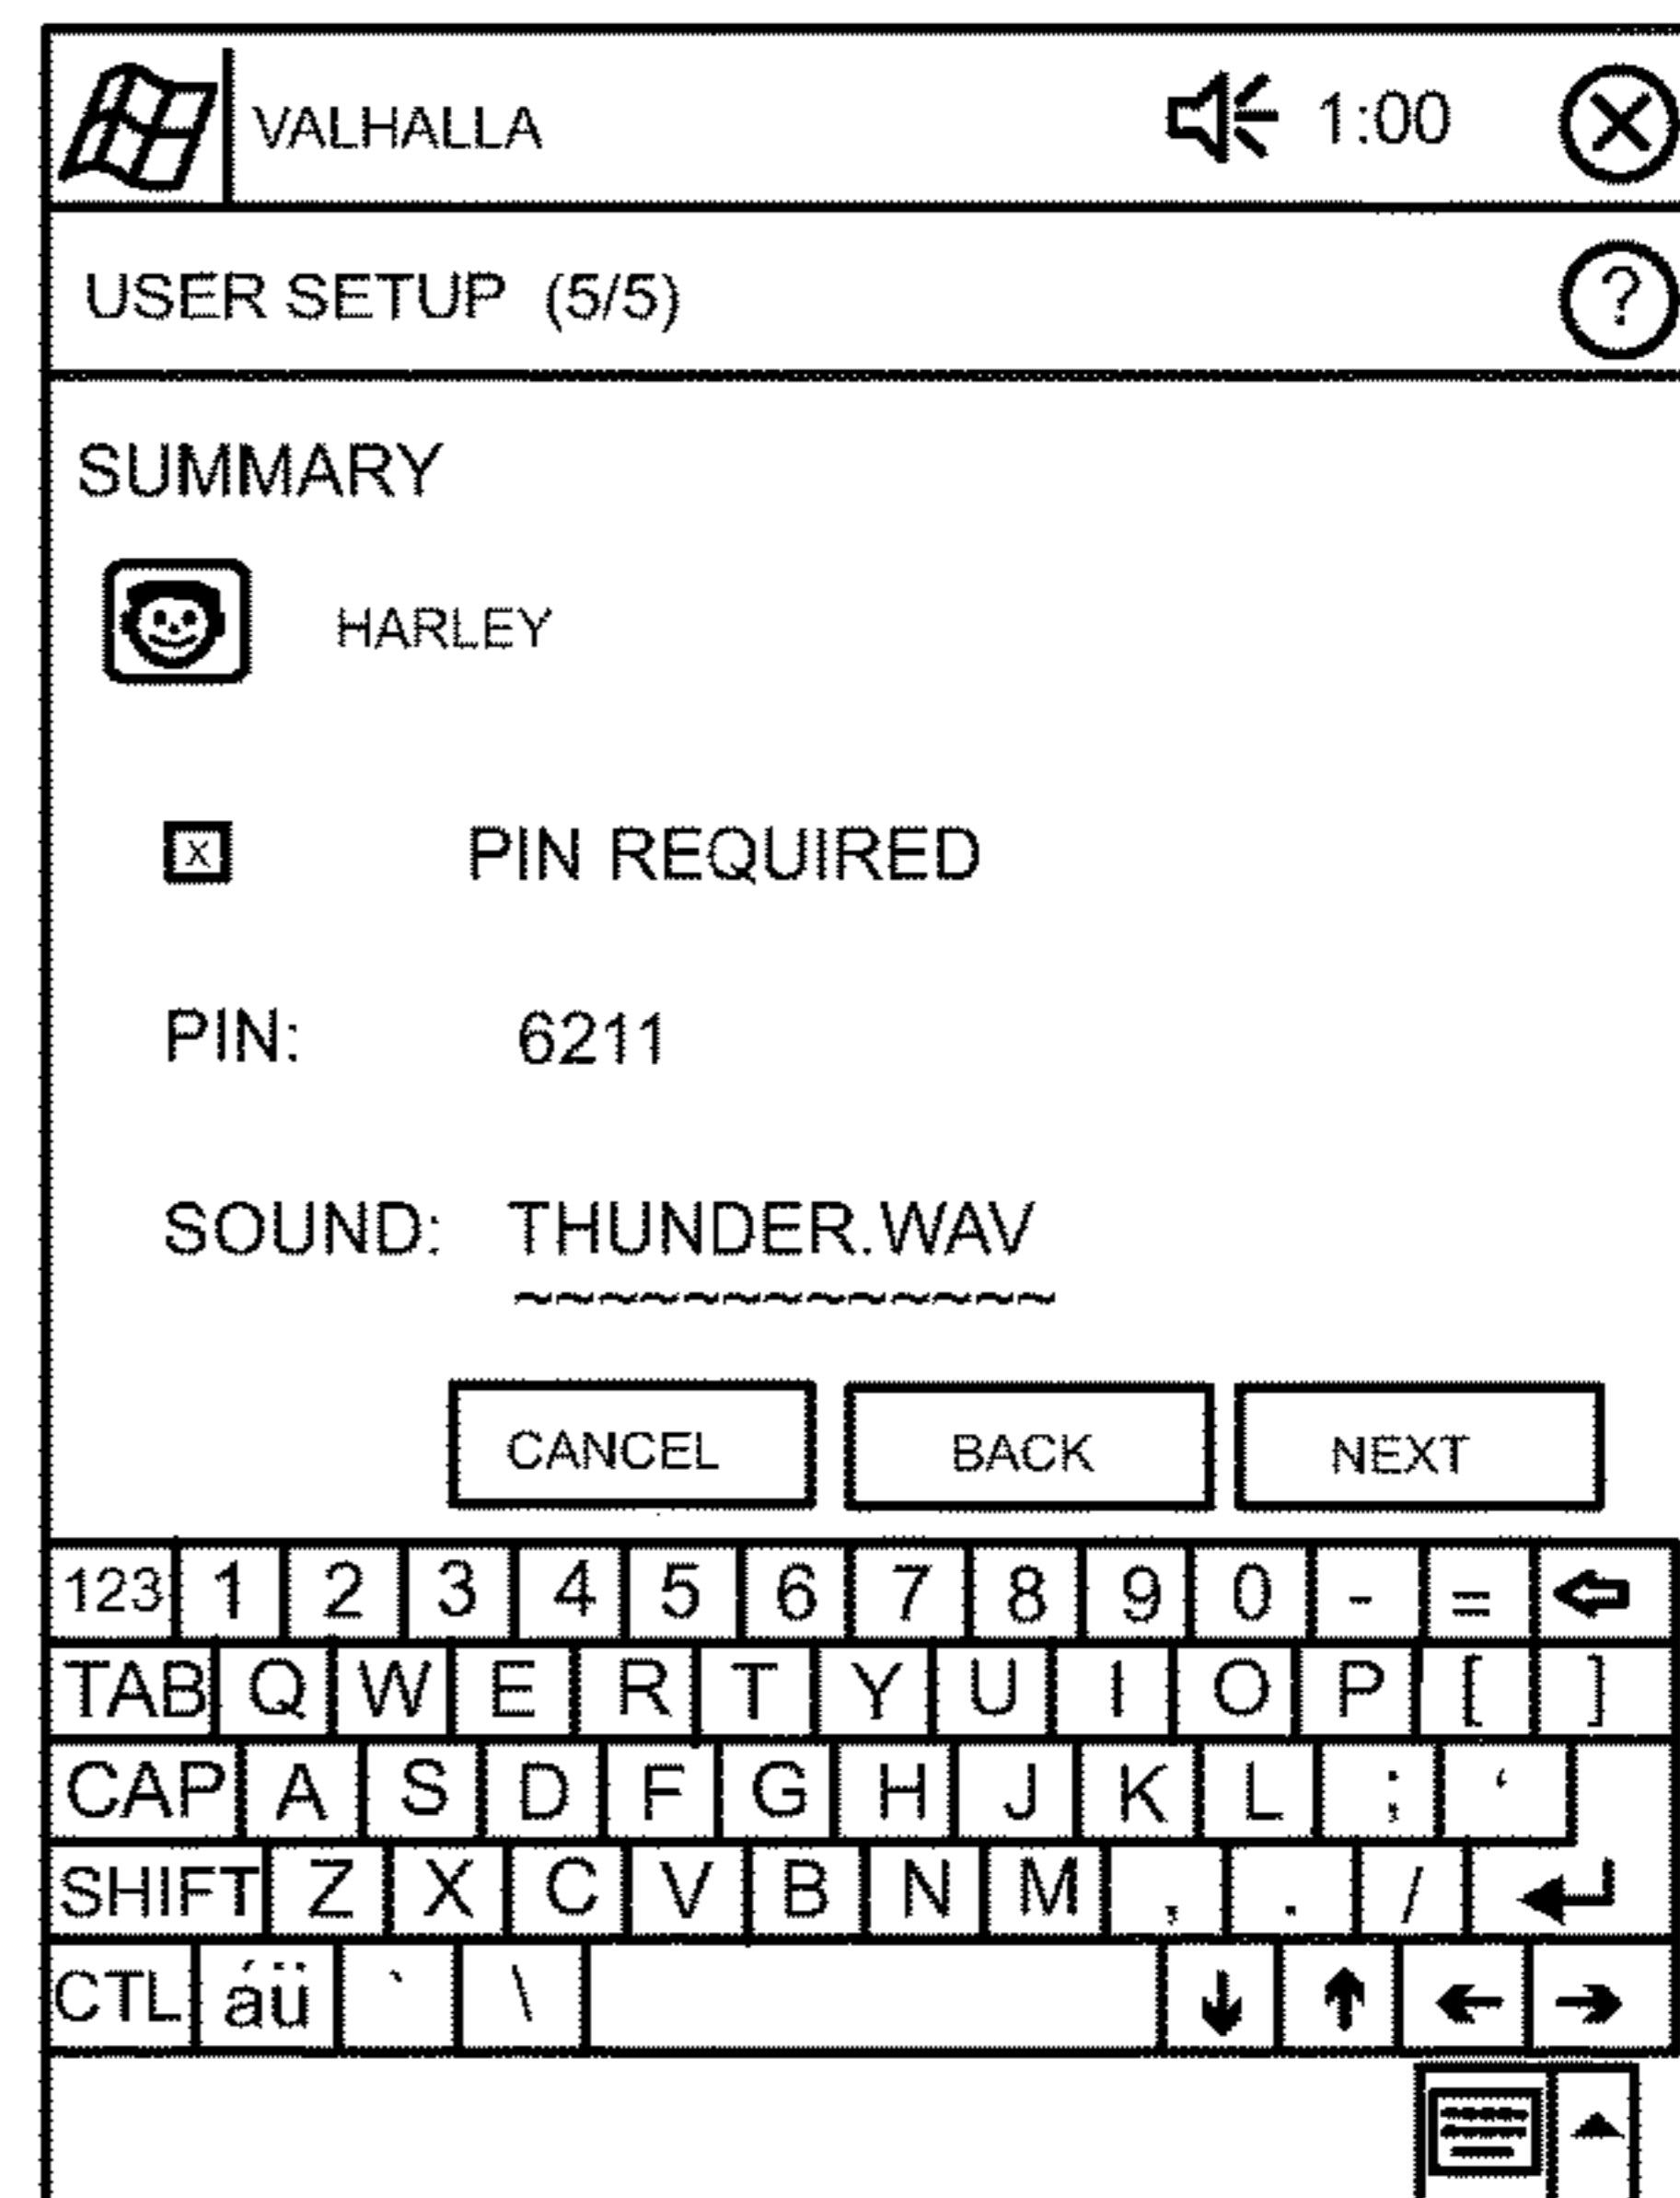 VALHALLA 1:00
USER SETUP (5/5) ?
SUMMARY
HARLEY
X PIN REQUIRED
PIN: 6211
SOUND: THUNDER.WAV
~~~~~~~~~~~~~
CANCEL BACK NEXT
123 1 2 3 4 5 6 7 8 9 0 - =
TAB Q W E R T Y U I O P [ ]
CAP A S D F G H J K L ; ‘
SHIFT Z X C V B N M , . /
CTL áü ` \